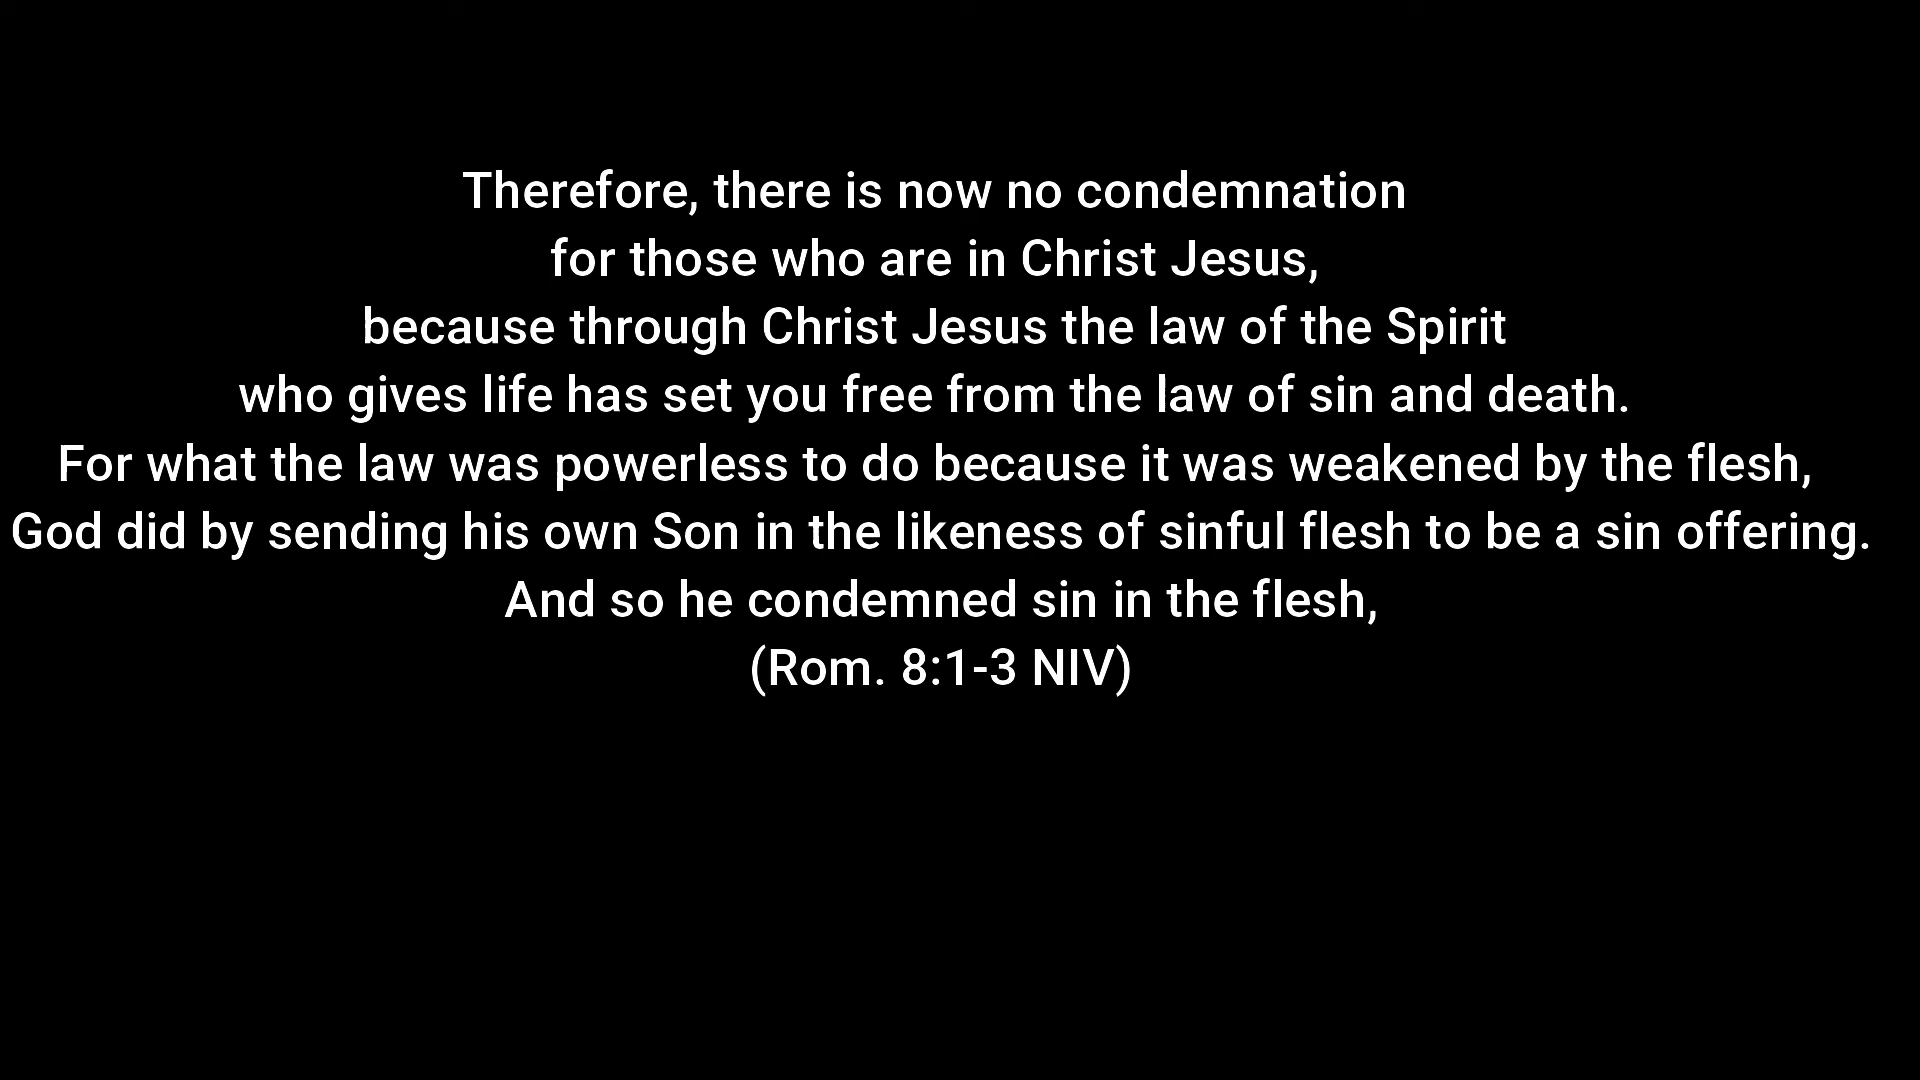 Therefore, there is now no condemnation
for those who are in Christ Jesus,
because through Christ Jesus the law of the Spirit
who gives life has set you free from the law of sin and death.
For what the law was powerless to do because it was weakened by the flesh,
God did by sending his own Son in the likeness of sinful flesh to be a sin offering.
And so he condemned sin in the flesh,
(Rom. 8:1-3 NIV)